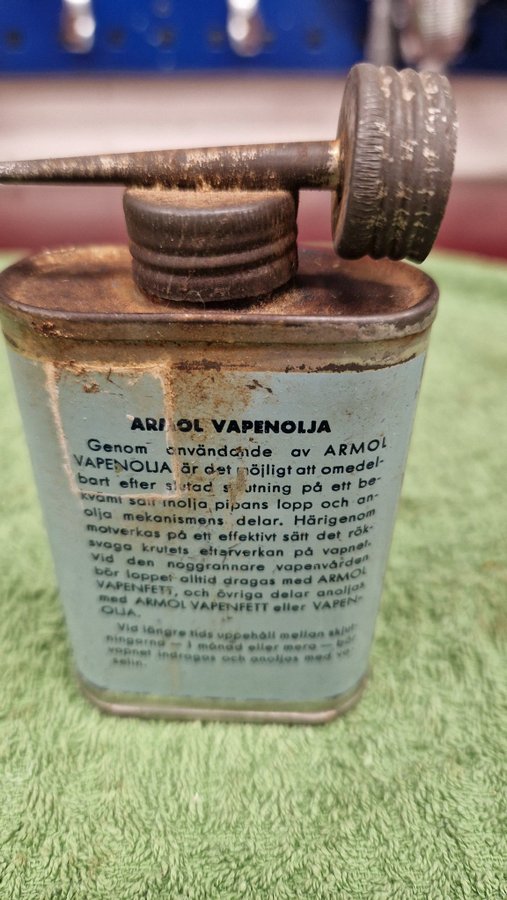 ARMOL VAPENOLJA
Genom användande av ARMOL
VAPENOLJA är det möjligt att omedel-
bart efter slutad skjutning på ett be-
kvämt sätt inolja pipans lopp och an-
olja mekanismens delar. Härigenom
motverkas på ett effektivt sätt det rök-
svaga krutets efterverkan på vapnet.
Vid den noggrannare vapenvården
bör loppet alltid dragas med ARMOL
VAPENFETT, och övriga delar anoljas
med ARMOL VAPENFETT eller VAPEN-
OLJA.
Vid längre tids uppehåll mellan skjut-
ningarna — 1 månad eller mera — bör
vapnet indragas och anoljas med va-
selin.